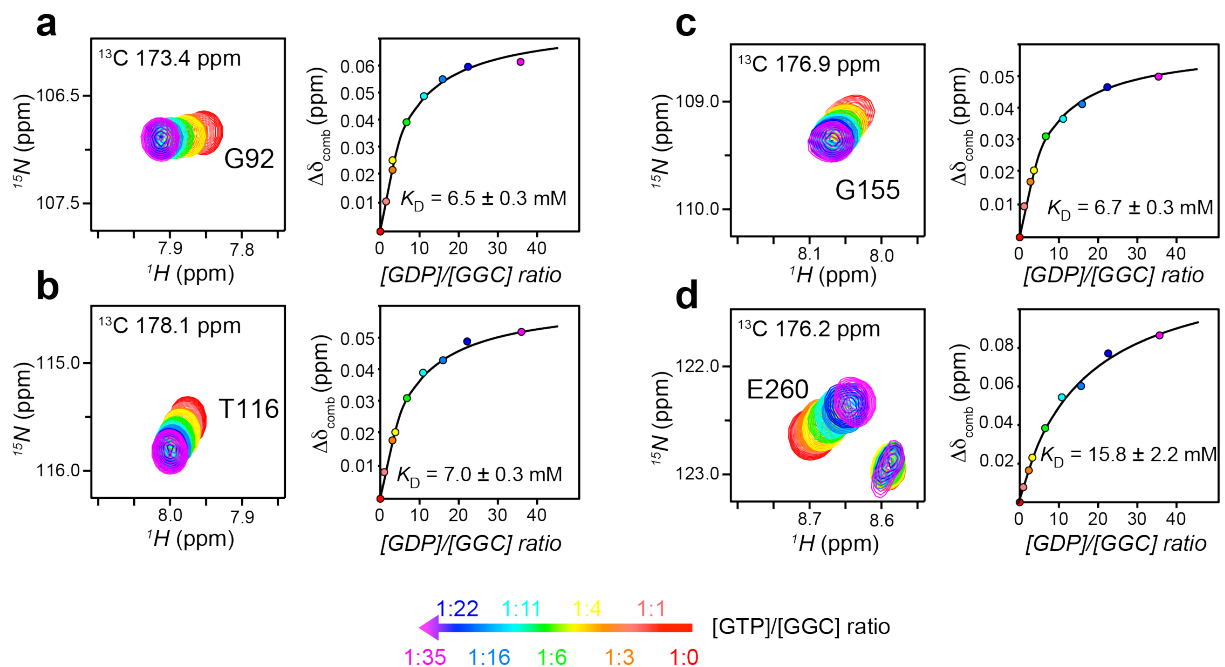 a
¹³C 173.4 ppm
106.5
107.5
¹⁵N (ppm)
G92
7.9
7.8
¹H (ppm)
0.06
0.05
0.04
0.03
0.02
0.01
Δδcomb (ppm)
K_D = 6.5 ± 0.3 mM
0
10
20
30
40
[GDP]/[GGC] ratio
b
¹³C 178.1 ppm
115.0
116.0
¹⁵N (ppm)
T116
8.0
7.9
¹H (ppm)
0.05
0.04
0.03
0.02
0.01
Δδcomb (ppm)
K_D = 7.0 ± 0.3 mM
0
10
20
30
40
[GDP]/[GGC] ratio
c
¹³C 176.9 ppm
109.0
110.0
¹⁵N (ppm)
G155
8.1
8.0
¹H (ppm)
0.05
0.04
0.03
0.02
0.01
Δδcomb (ppm)
K_D = 6.7 ± 0.3 mM
0
10
20
30
40
[GDP]/[GGC] ratio
d
¹³C 176.2 ppm
122.0
123.0
¹⁵N (ppm)
E260
8.7
8.6
¹H (ppm)
0.08
0.06
0.04
0.02
Δδcomb (ppm)
K_D = 15.8 ± 2.2 mM
0
10
20
30
40
[GDP]/[GGC] ratio
1:22 1:11 1:4 1:1
[GTP]/[GGC] ratio
1:35 1:16 1:6 1:3 1:0